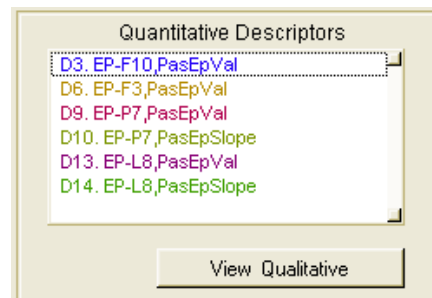 Quantitative Descriptors
D3. EP-F10,PasEpVal
D6. EP-F3,PasEpVal
D9. EP-P7,PasEpVal
D10. EP-P7,PasEpSlope
D13. EP-L8,PasEpVal
D14. EP-L8,PasEpSlope
View Qualitative